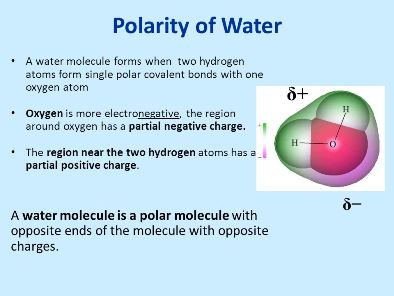 Polarity of Water
• A water molecule forms when two hydrogen
atoms form single polar covalent bonds with one
oxygen atom
• Oxygen is more electronegative, the region
around oxygen has a partial negative charge.
• The region near the two hydrogen atoms has a
partial positive charge.
A water molecule is a polar molecule with
opposite ends of the molecule with opposite
charges.
δ+
H
H
O
+
-
δ−